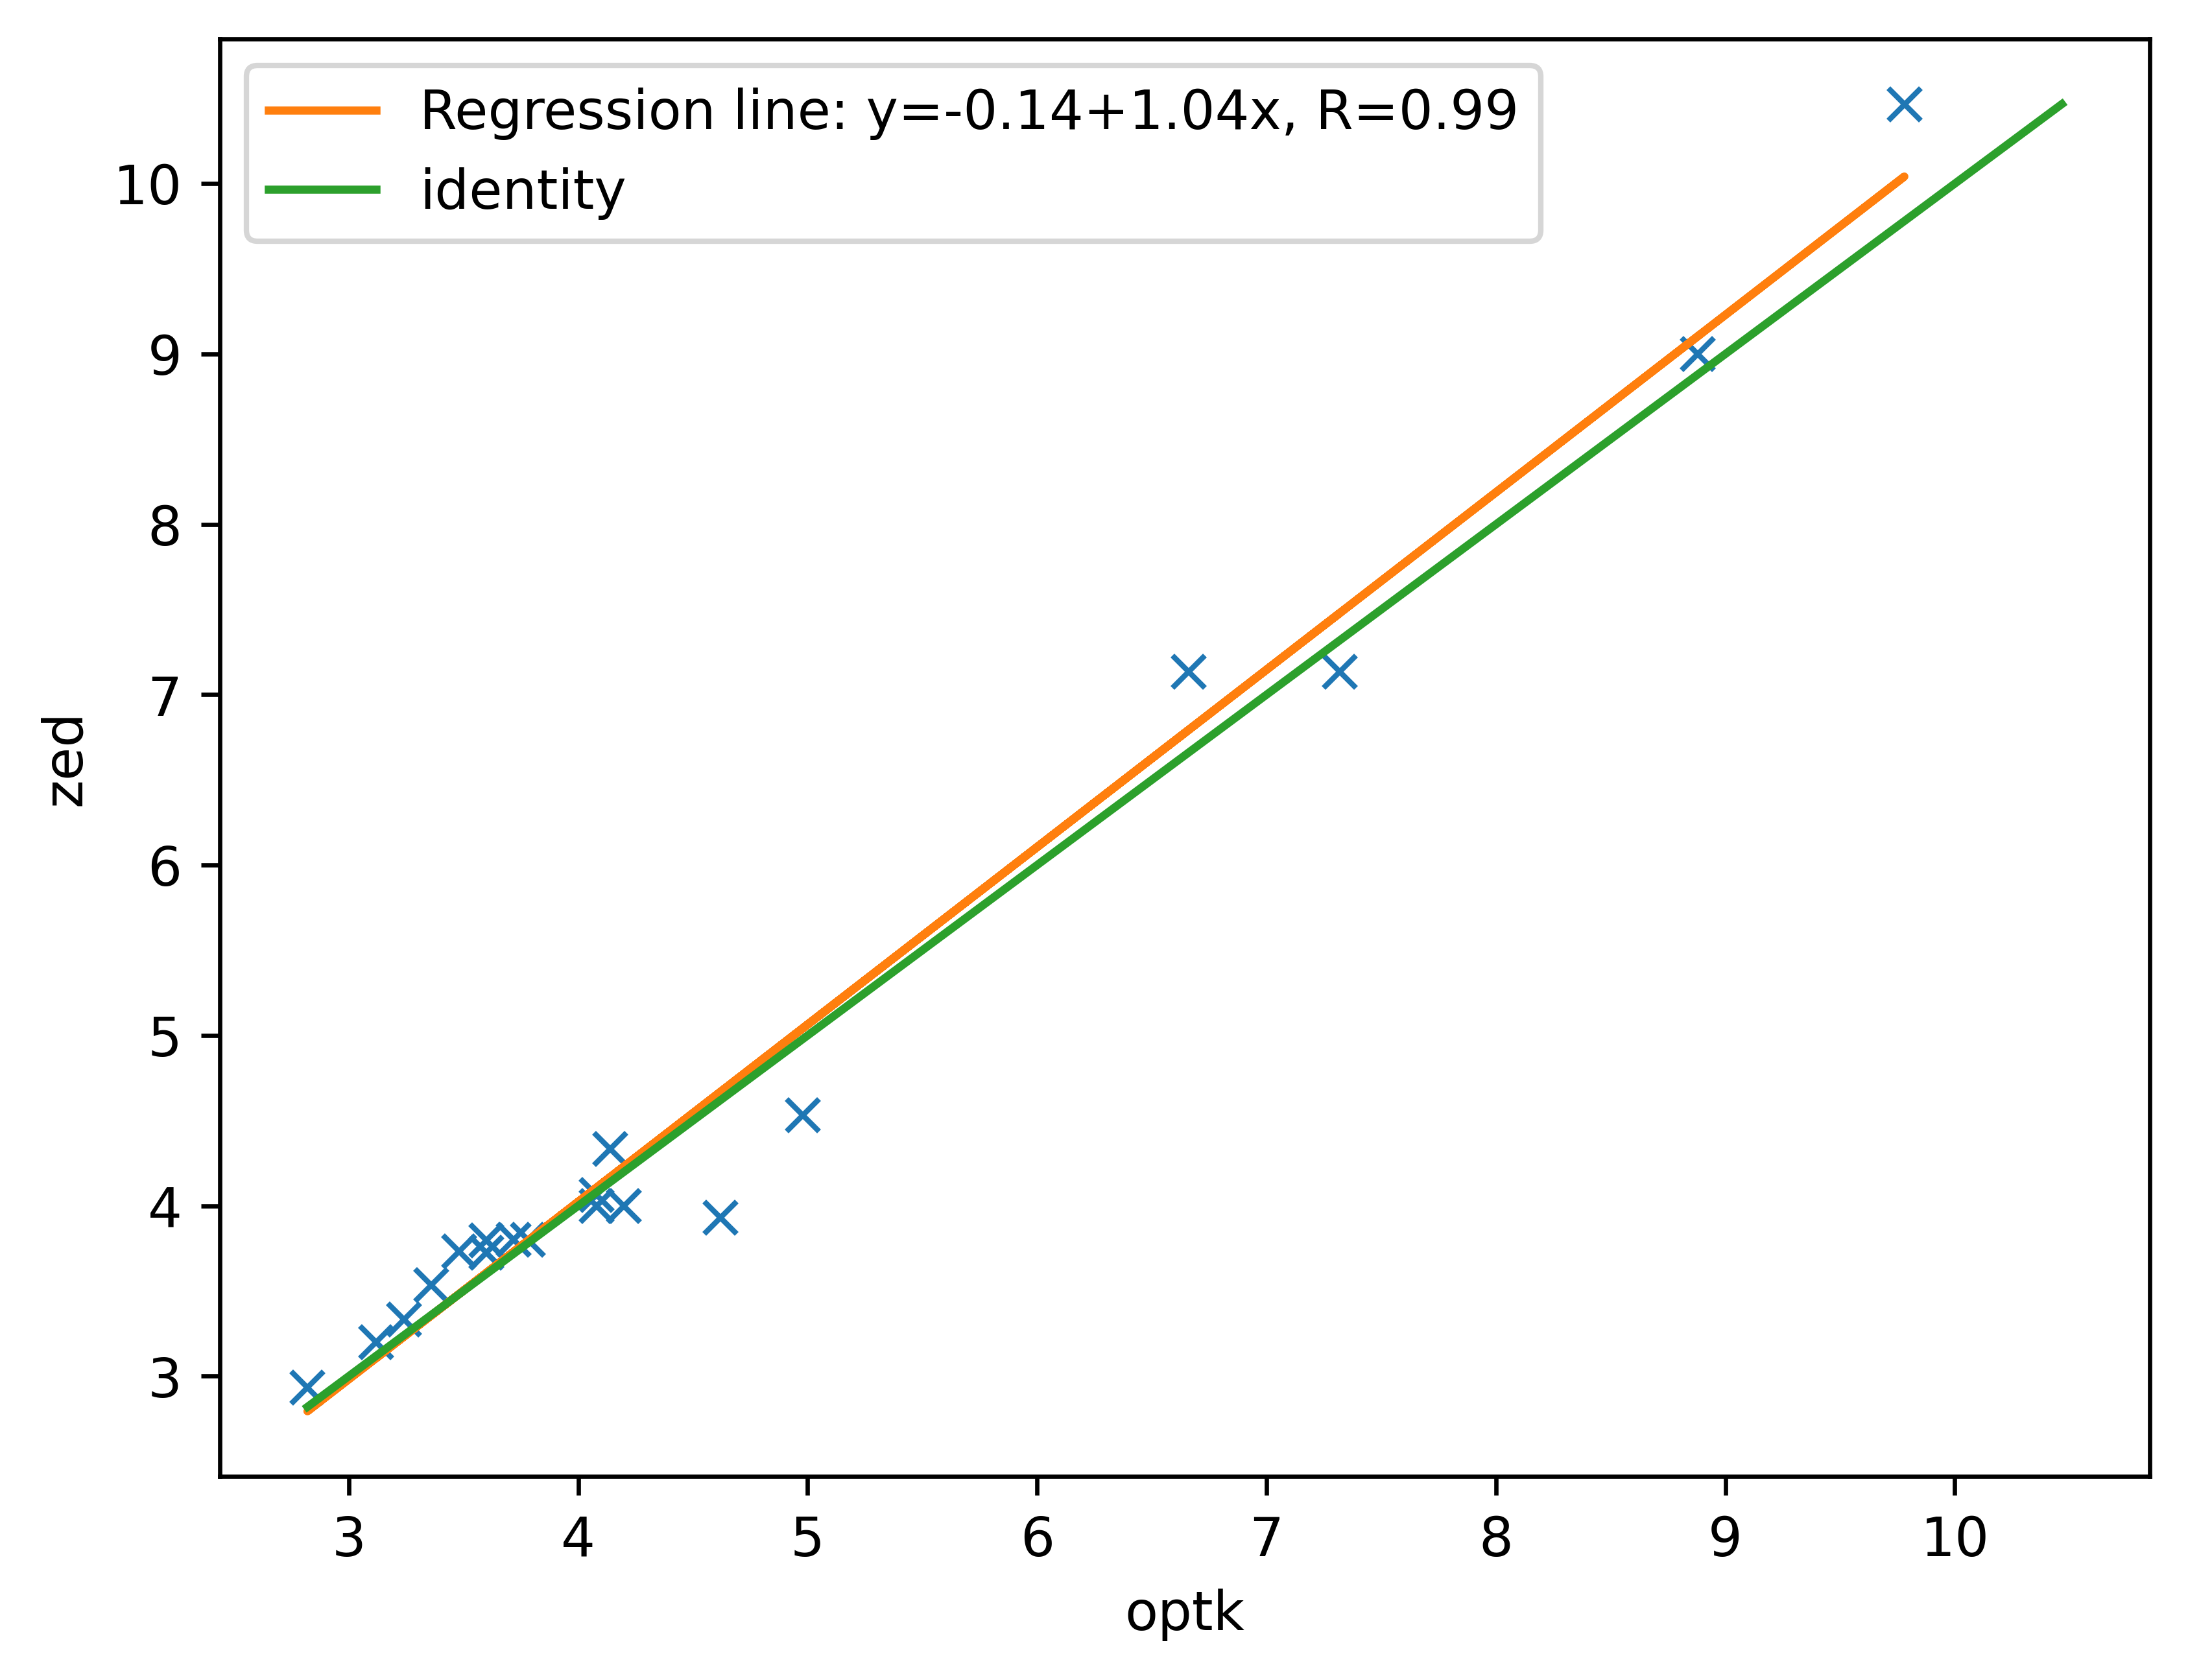 Regression line: y=-0.14+1.04x, R=0.99
identity
10
9
8
7
6
5
4
3
zed
3 4 5 6 7 8 9 10
optk